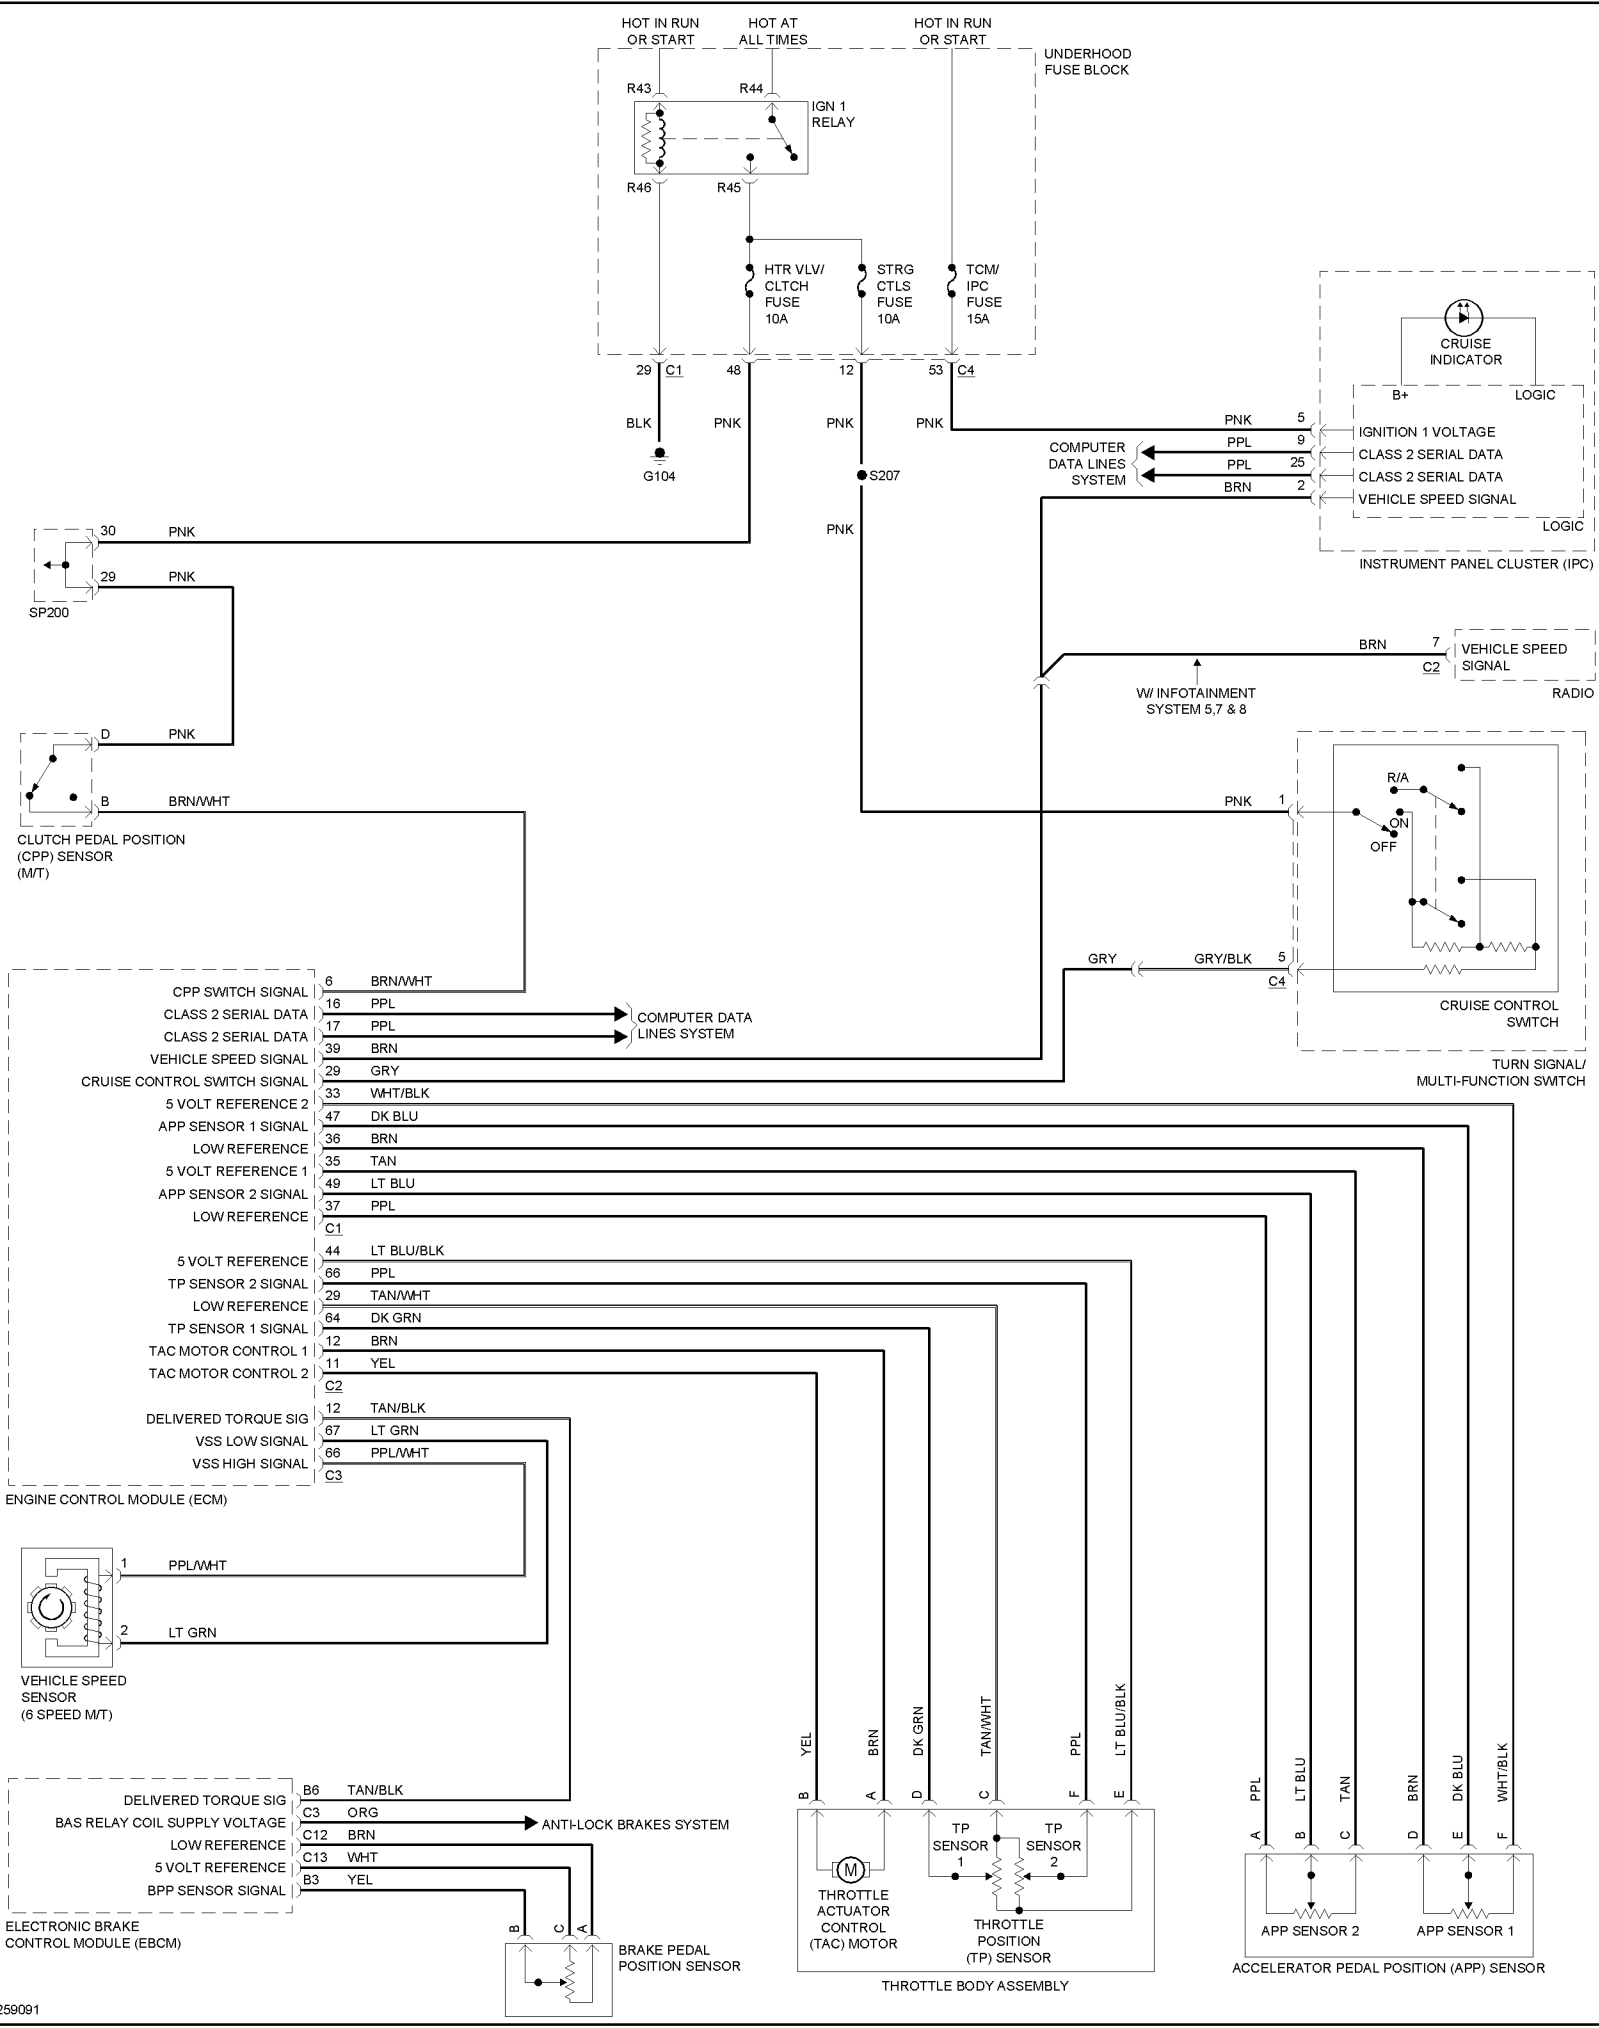 HOT IN RUN
OR START
HOT AT
ALL TIMES
HOT IN RUN
OR START
UNDERHOOD
FUSE BLOCK
R43
R44
IGN 1
RELAY
R46
R45
HTR VLV/
CLTCH
FUSE
10A
STRG
CTLS
FUSE
10A
TCM/
IPC
FUSE
15A
29 C1
48
12
53 C4
BLK
PNK
PNK
PNK
G104
S207
PNK
CRUISE
INDICATOR
B+
LOGIC
PNK 5 IGNITION 1 VOLTAGE
PPL 9 CLASS 2 SERIAL DATA
PPL 25 CLASS 2 SERIAL DATA
BRN 2 VEHICLE SPEED SIGNAL
COMPUTER
DATA LINES
SYSTEM
LOGIC
INSTRUMENT PANEL CLUSTER (IPC)
30 PNK
29 PNK
SP200
BRN 7
C2
VEHICLE SPEED
SIGNAL
RADIO
W/ INFOTAINMENT
SYSTEM 5,7 & 8
D PNK
B BRN/WHT
CLUTCH PEDAL POSITION
(CPP) SENSOR
(M/T)
PNK 1
R/A
ON
OFF
GRY
GRY/BLK 5
C4
CRUISE CONTROL
SWITCH
TURN SIGNAL/
MULTI-FUNCTION SWITCH
CPP SWITCH SIGNAL 6 BRN/WHT
CLASS 2 SERIAL DATA 16 PPL
CLASS 2 SERIAL DATA 17 PPL
COMPUTER DATA
LINES SYSTEM
VEHICLE SPEED SIGNAL 39 BRN
CRUISE CONTROL SWITCH SIGNAL 29 GRY
5 VOLT REFERENCE 2 33 WHT/BLK
APP SENSOR 1 SIGNAL 47 DK BLU
LOW REFERENCE 36 BRN
5 VOLT REFERENCE 1 35 TAN
APP SENSOR 2 SIGNAL 49 LT BLU
LOW REFERENCE 37 PPL
C1
5 VOLT REFERENCE 44 LT BLU/BLK
TP SENSOR 2 SIGNAL 66 PPL
LOW REFERENCE 29 TAN/WHT
TP SENSOR 1 SIGNAL 64 DK GRN
TAC MOTOR CONTROL 1 12 BRN
TAC MOTOR CONTROL 2 11 YEL
C2
DELIVERED TORQUE SIG 12 TAN/BLK
VSS LOW SIGNAL 67 LT GRN
VSS HIGH SIGNAL 66 PPL/WHT
C3
ENGINE CONTROL MODULE (ECM)
1 PPL/WHT
2 LT GRN
VEHICLE SPEED
SENSOR
(6 SPEED M/T)
DELIVERED TORQUE SIG B6 TAN/BLK
BAS RELAY COIL SUPPLY VOLTAGE C3 ORG
ANTI-LOCK BRAKES SYSTEM
LOW REFERENCE C12 BRN
5 VOLT REFERENCE C13 WHT
BPP SENSOR SIGNAL B3 YEL
ELECTRONIC BRAKE
CONTROL MODULE (EBCM)
B
C
A
BRAKE PEDAL
POSITION SENSOR
YEL
BRN
DK GRN
TAN/WHT
PPL
LT BLU/BLK
B
A
D
C
F
E
TP
SENSOR
1
TP
SENSOR
2
M
THROTTLE
ACTUATOR
CONTROL
(TAC) MOTOR
THROTTLE
POSITION
(TP) SENSOR
THROTTLE BODY ASSEMBLY
PPL
LT BLU
TAN
BRN
DK BLU
WHT/BLK
A
B
C
D
E
F
APP SENSOR 2
APP SENSOR 1
ACCELERATOR PEDAL POSITION (APP) SENSOR
259091